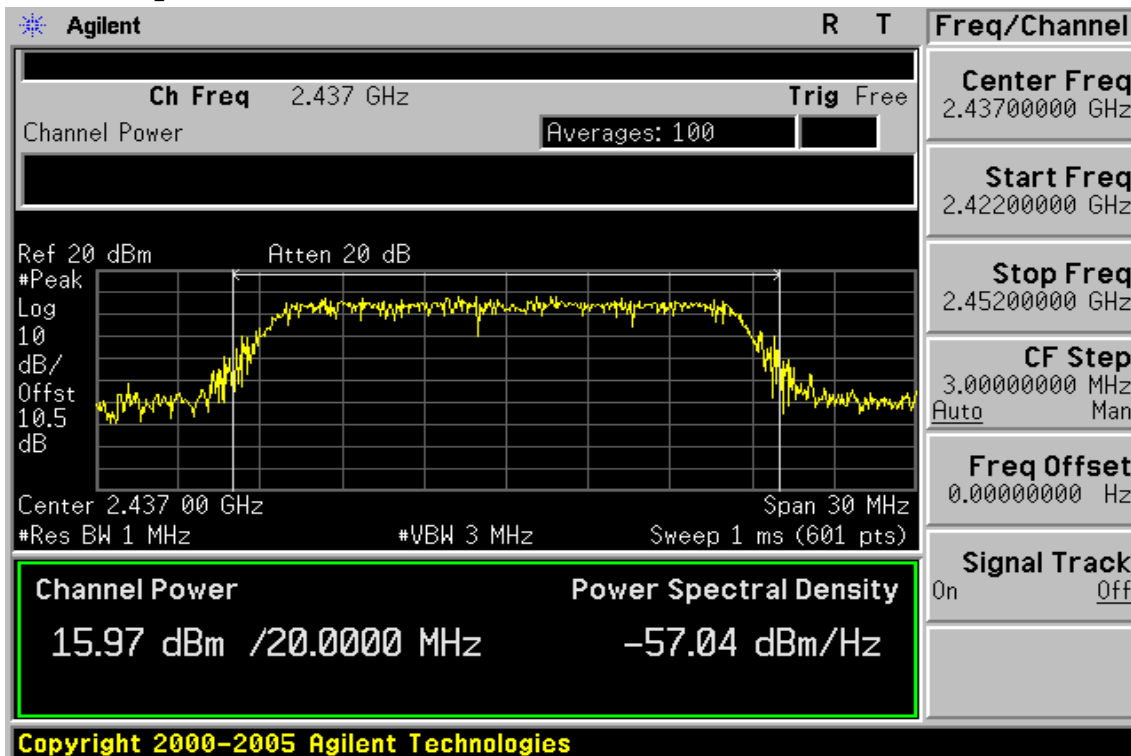 Agilent R T
Freq/Channel
Ch Freq 2.437 GHz Trig Free
Channel Power Averages: 100
Ref 20 dBm Atten 20 dB
#Peak
Log
10
dB/
Offst
10.5
dB
Center 2.437 00 GHz Span 30 MHz
#Res BW 1 MHz #VBW 3 MHz Sweep 1 ms (601 pts)
Channel Power Power Spectral Density
15.97 dBm /20.0000 MHz -57.04 dBm/Hz
Center Freq
2.43700000 GHz
Start Freq
2.42200000 GHz
Stop Freq
2.45200000 GHz
CF Step
3.00000000 MHz
Auto Man
Freq Offset
0.00000000 Hz
Signal Track
On Off
Copyright 2000-2005 Agilent Technologies